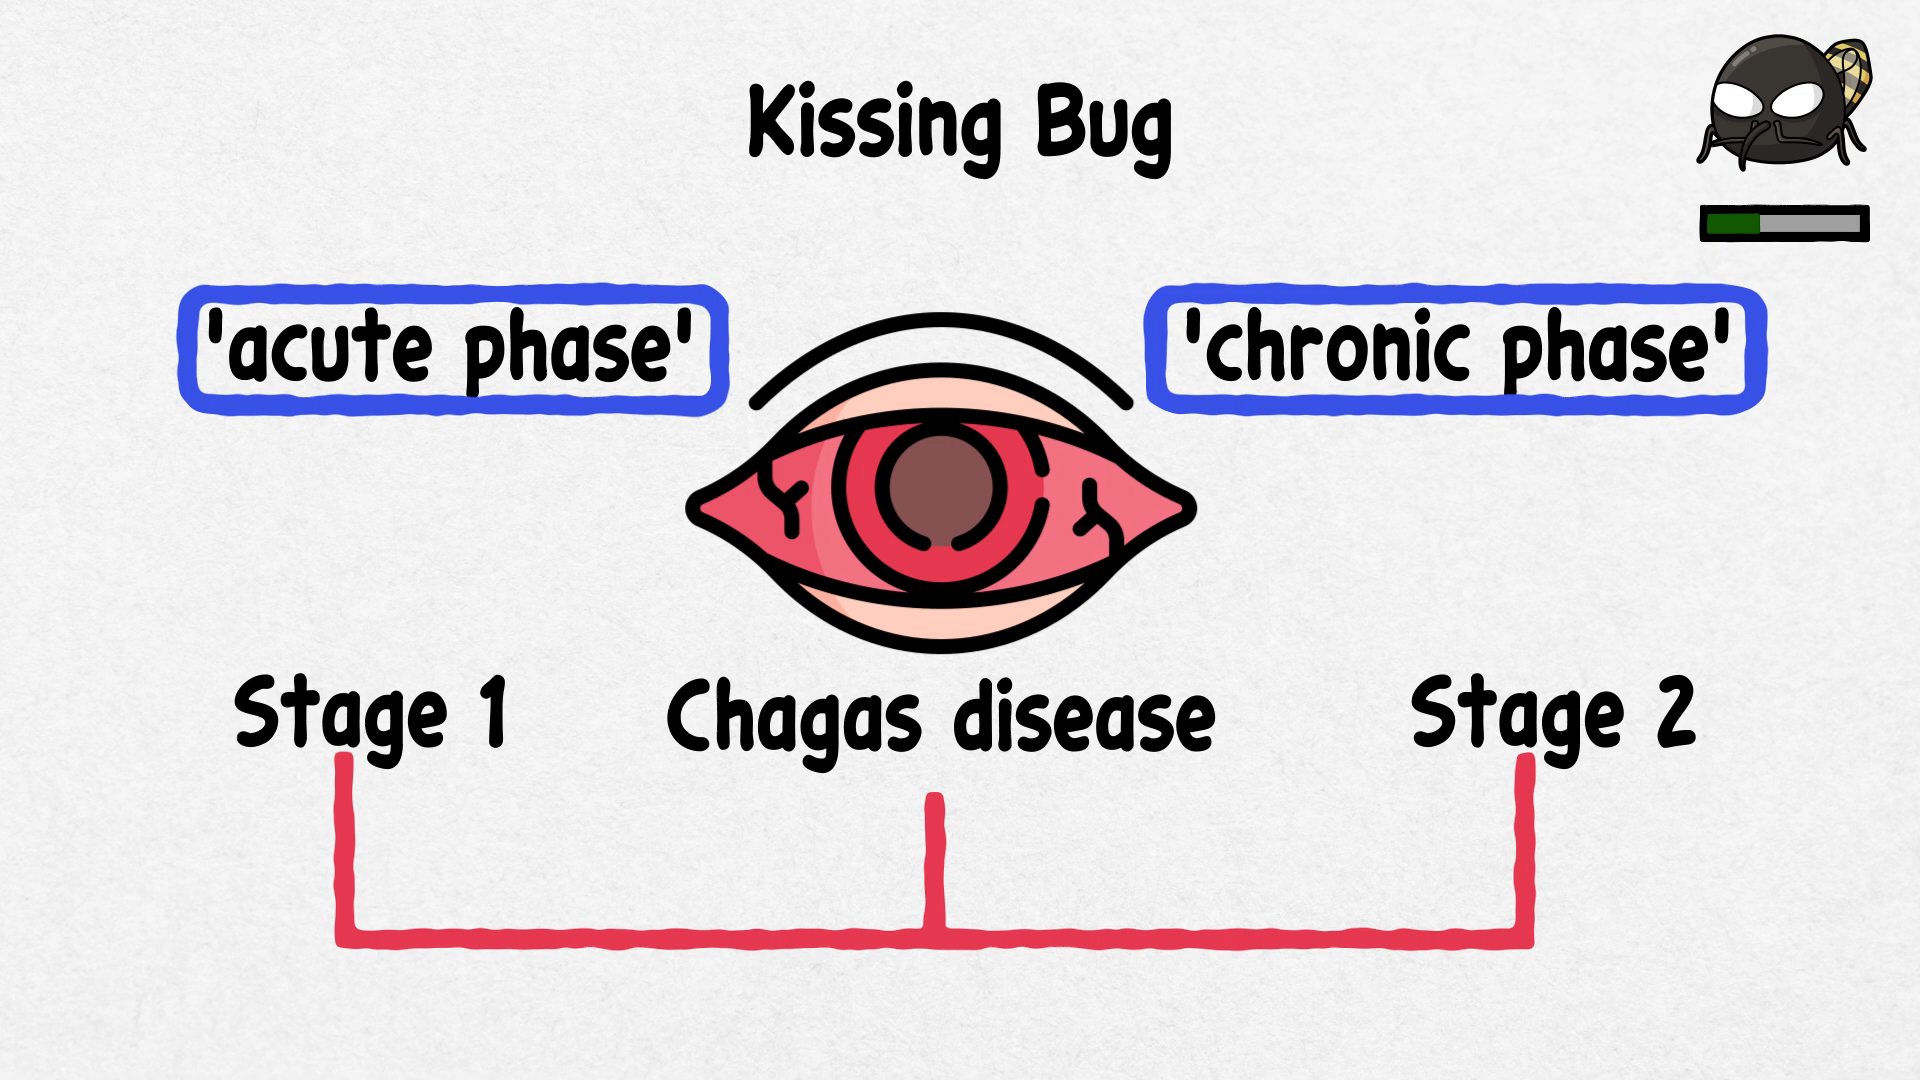 Kissing Bug
'acute phase'
'chronic phase'
Stage 1
Chagas disease
Stage 2